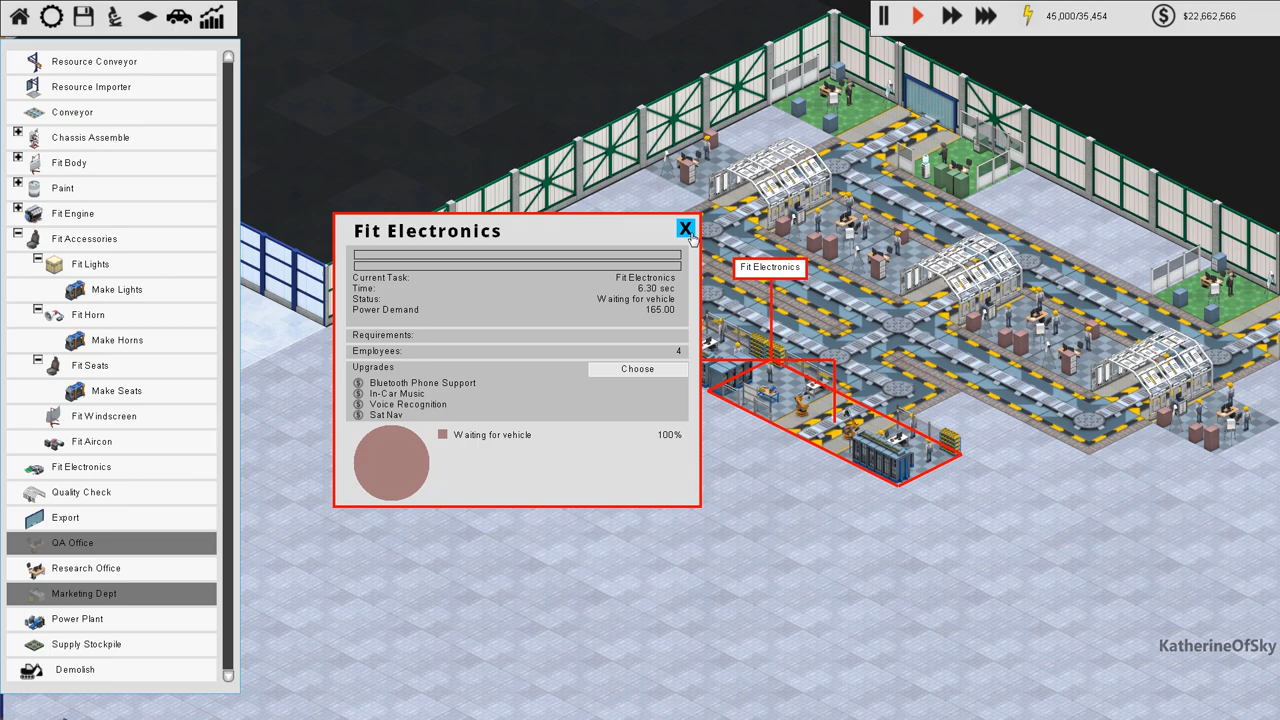 45,000/35,454
$22,662,566
Resource Conveyor
Resource Importer
Conveyor
Chassis Assemble
Fit Body
Paint
Fit Engine
Fit Accessories
Fit Lights
Make Lights
Fit Horn
Make Horns
Fit Seats
Make Seats
Fit Windscreen
Fit Aircon
Fit Electronics
Quality Check
Export
QA Office
Research Office
Marketing Dept
Power Plant
Supply Stockpile
Demolish
Fit Electronics
X
Current Task: Fit Electronics
Time: 6.30 sec
Status: Waiting for vehicle
Power Demand 165.00
Requirements:
Employees: 4
Upgrades Choose
Bluetooth Phone Support
In-Car Music
Voice Recognition
Sat Nav
Waiting for vehicle 100%
Fit Electronics
KatherineOfSky